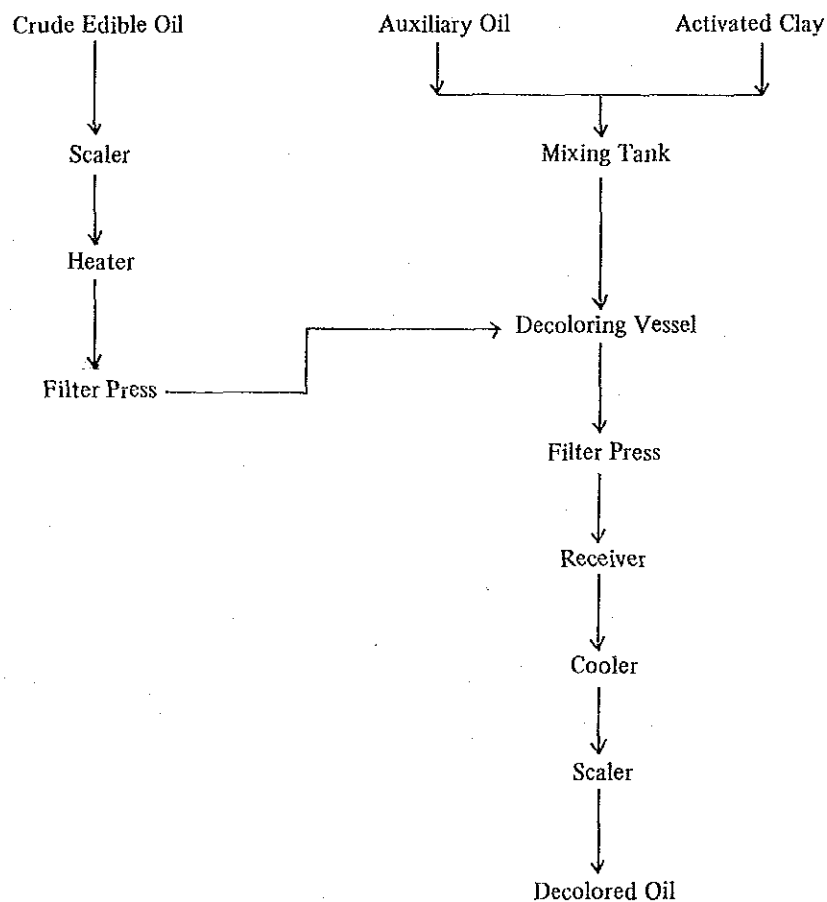 Crude Edible Oil
Auxiliary Oil
Activated Clay
Scaler
Mixing Tank
Heater
Decoloring Vessel
Filter Press
Filter Press
Receiver
Cooler
Scaler
Decolored Oil